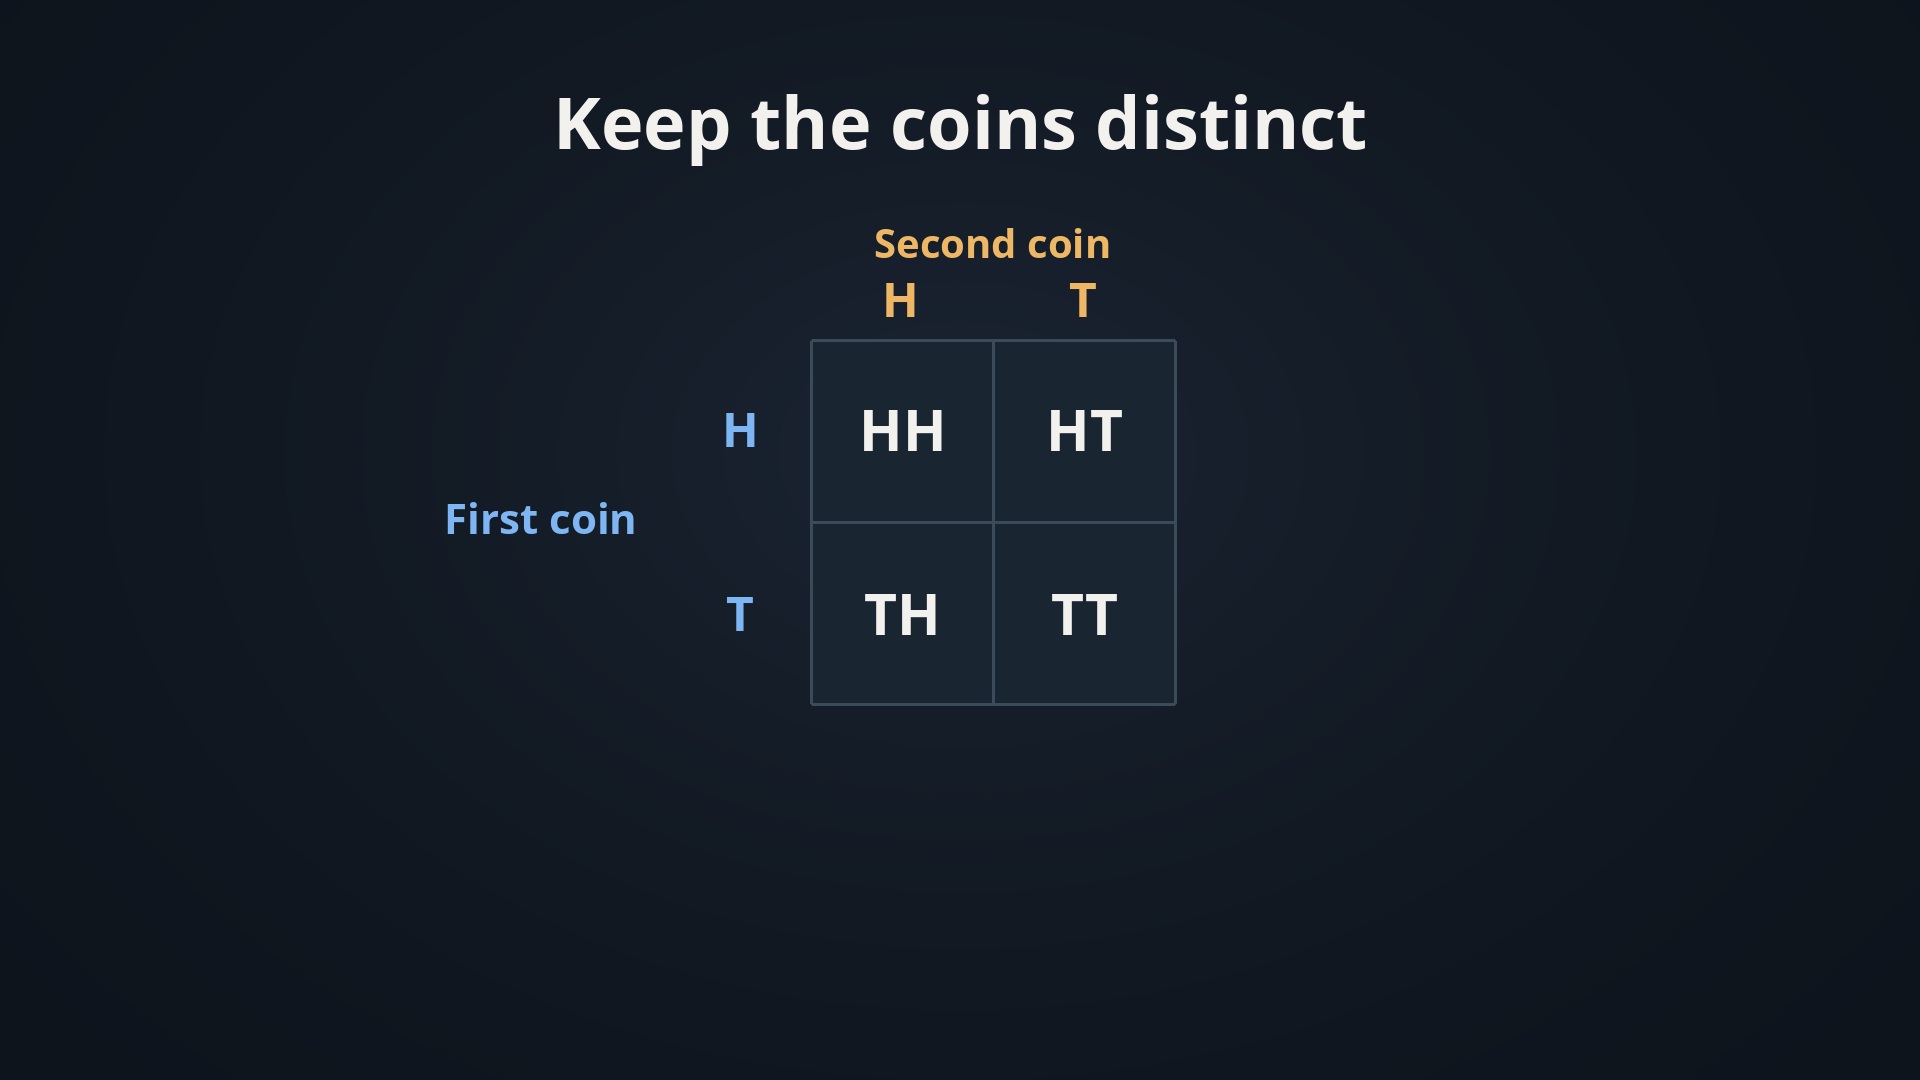 Keep the coins distinct
Second coin
H T
H HH HT
First coin
T TH TT